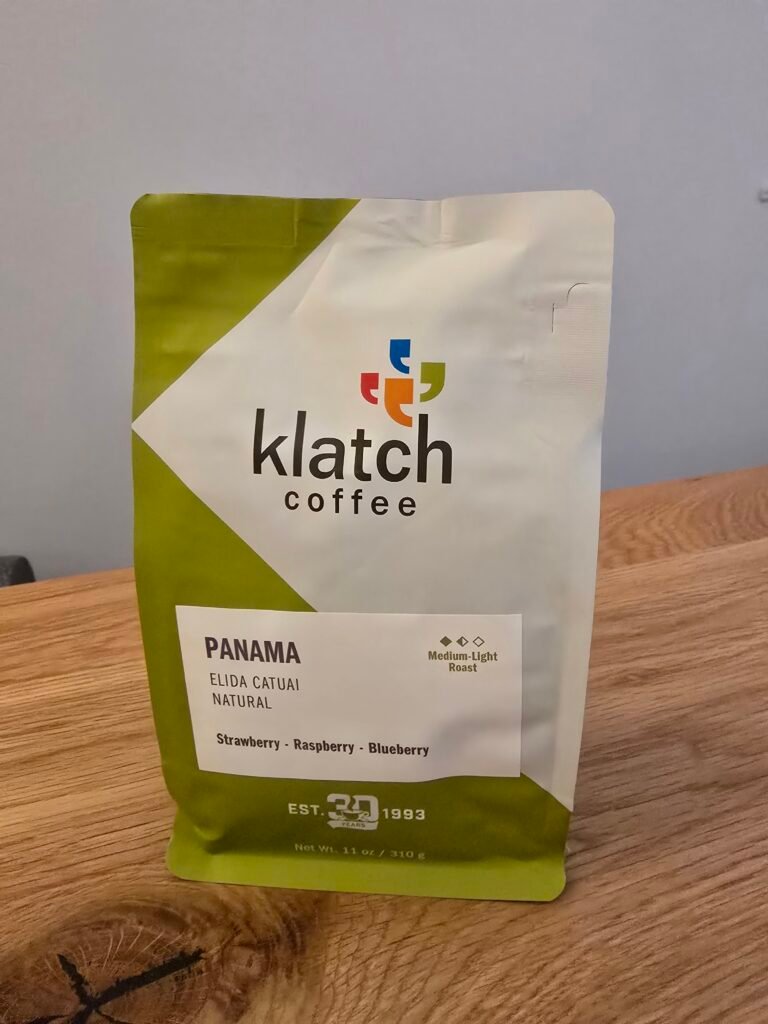 klatch
coffee
PANAMA
Medium-Light
Roast
ELIDA CATUAI
NATURAL
Strawberry - Raspberry - Blueberry
EST. 30 1993
YEARS
Net Wt. 11 oz / 310 g